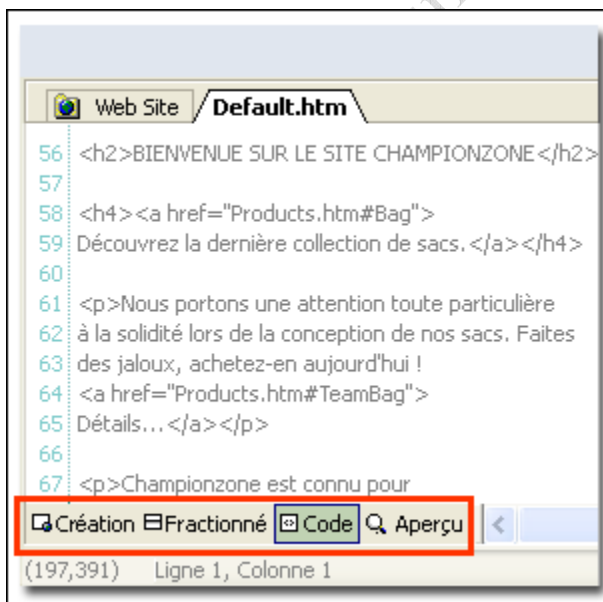 Web Site Default.htm
56 <h2>BIENVENUE SUR LE SITE CHAMPIONZONE</h2>
57
58 <h4><a href="Products.htm#Bag">
59 Découvrez la dernière collection de sacs.</a></h4>
60
61 <p>Nous portons une attention toute particulière
62 à la solidité lors de la conception de nos sacs. Faites
63 des jaloux, achetez-en aujourd'hui !
64 <a href="Products.htm#TeamBag">
65 Détails...</a></p>
66
67 <p>Championzone est connu pour
Création Fractionné Code Aperçu
(197,391) Ligne 1, Colonne 1